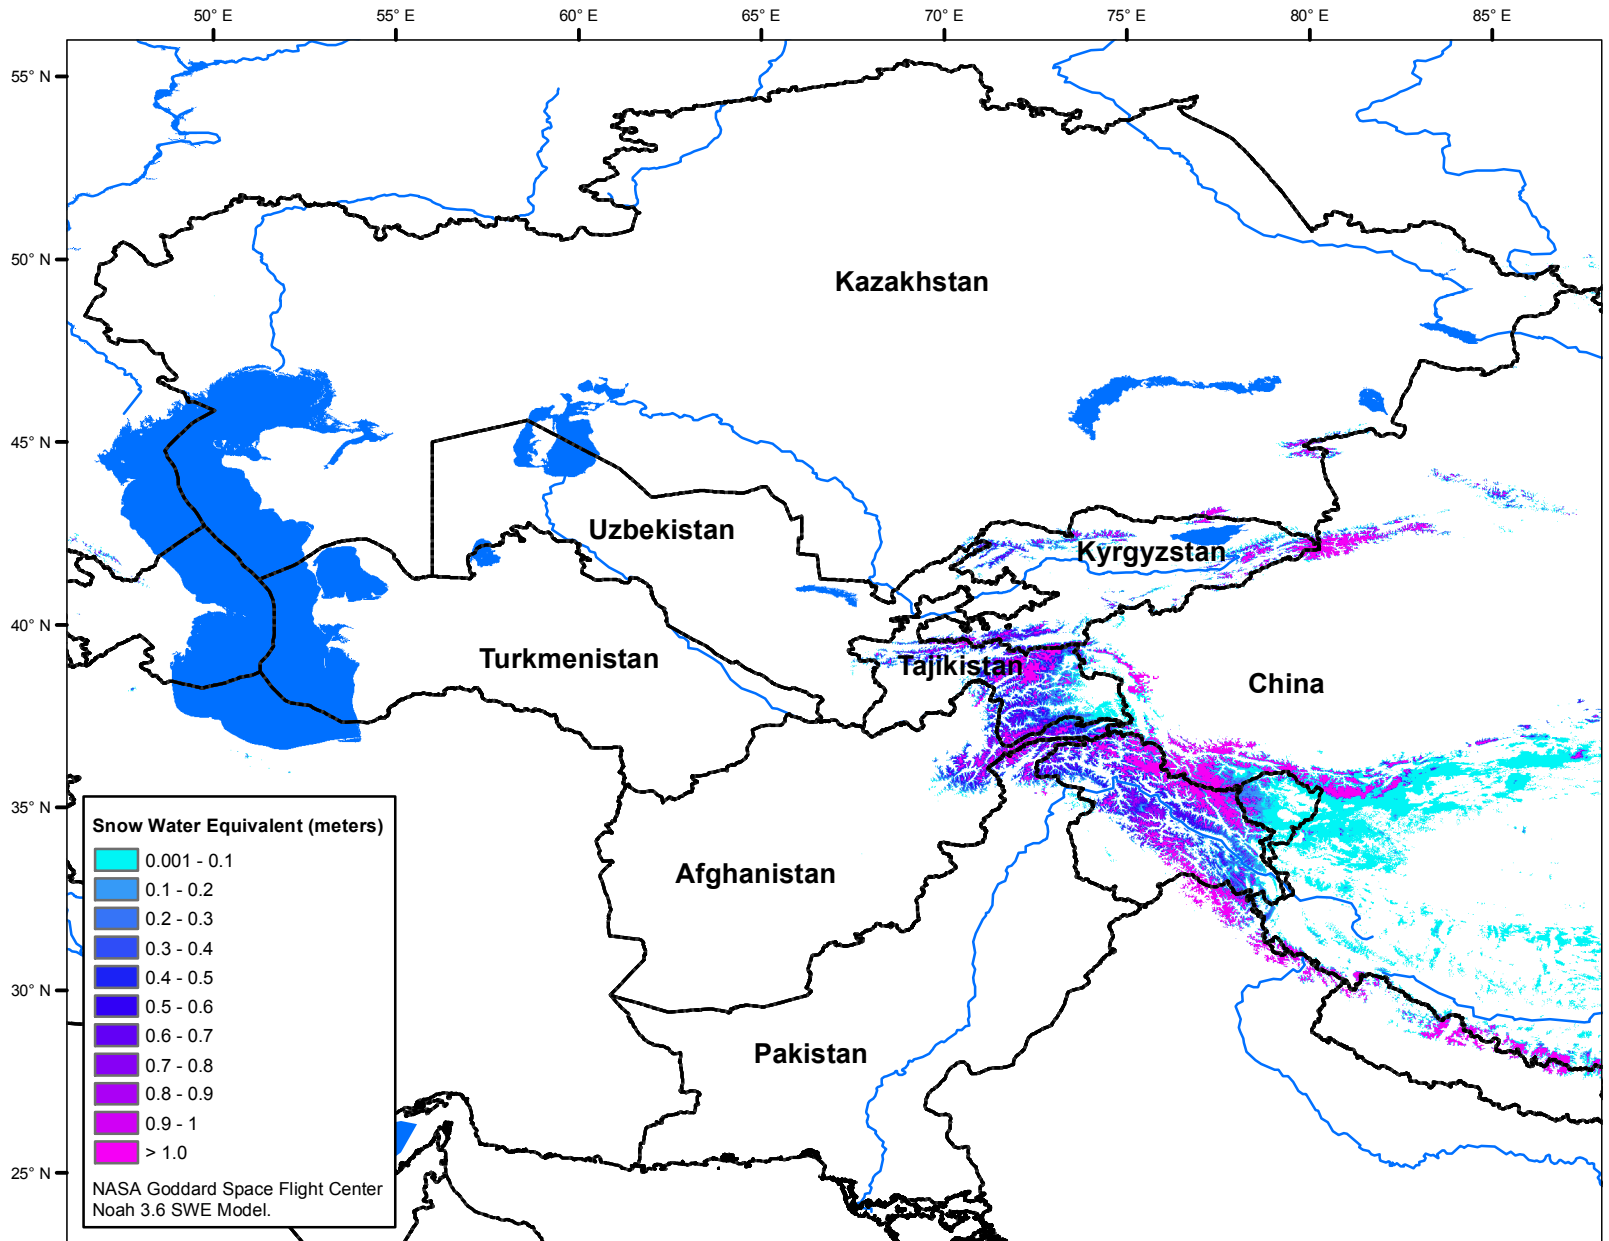 50° E
55° E
60° E
65° E
70° E
75° E
80° E
85° E
55° N
50° N
45° N
40° N
35° N
30° N
25° N
Kazakhstan
Uzbekistan
Kyrgyzstan
Turkmenistan
Tajikistan
China
Afghanistan
Pakistan
Snow Water Equivalent (meters)
0.001 - 0.1
0.1 - 0.2
0.2 - 0.3
0.3 - 0.4
0.4 - 0.5
0.5 - 0.6
0.6 - 0.7
0.7 - 0.8
0.8 - 0.9
0.9 - 1
> 1.0
NASA Goddard Space Flight Center
Noah 3.6 SWE Model.